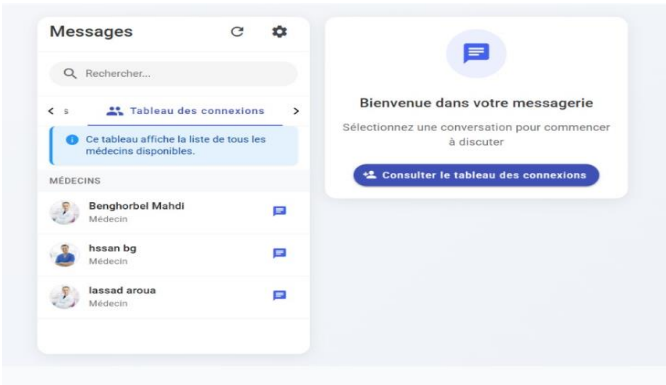 Messages
Rechercher...
s
Tableau des connexions
Ce tableau affiche la liste de tous les
médecins disponibles.
MÉDECINS
Benghorbel Mahdi
Médecin
hssan bg
Médecin
lassad aroua
Médecin
Bienvenue dans votre messagerie
Sélectionnez une conversation pour commencer
à discuter
Consulter le tableau des connexions